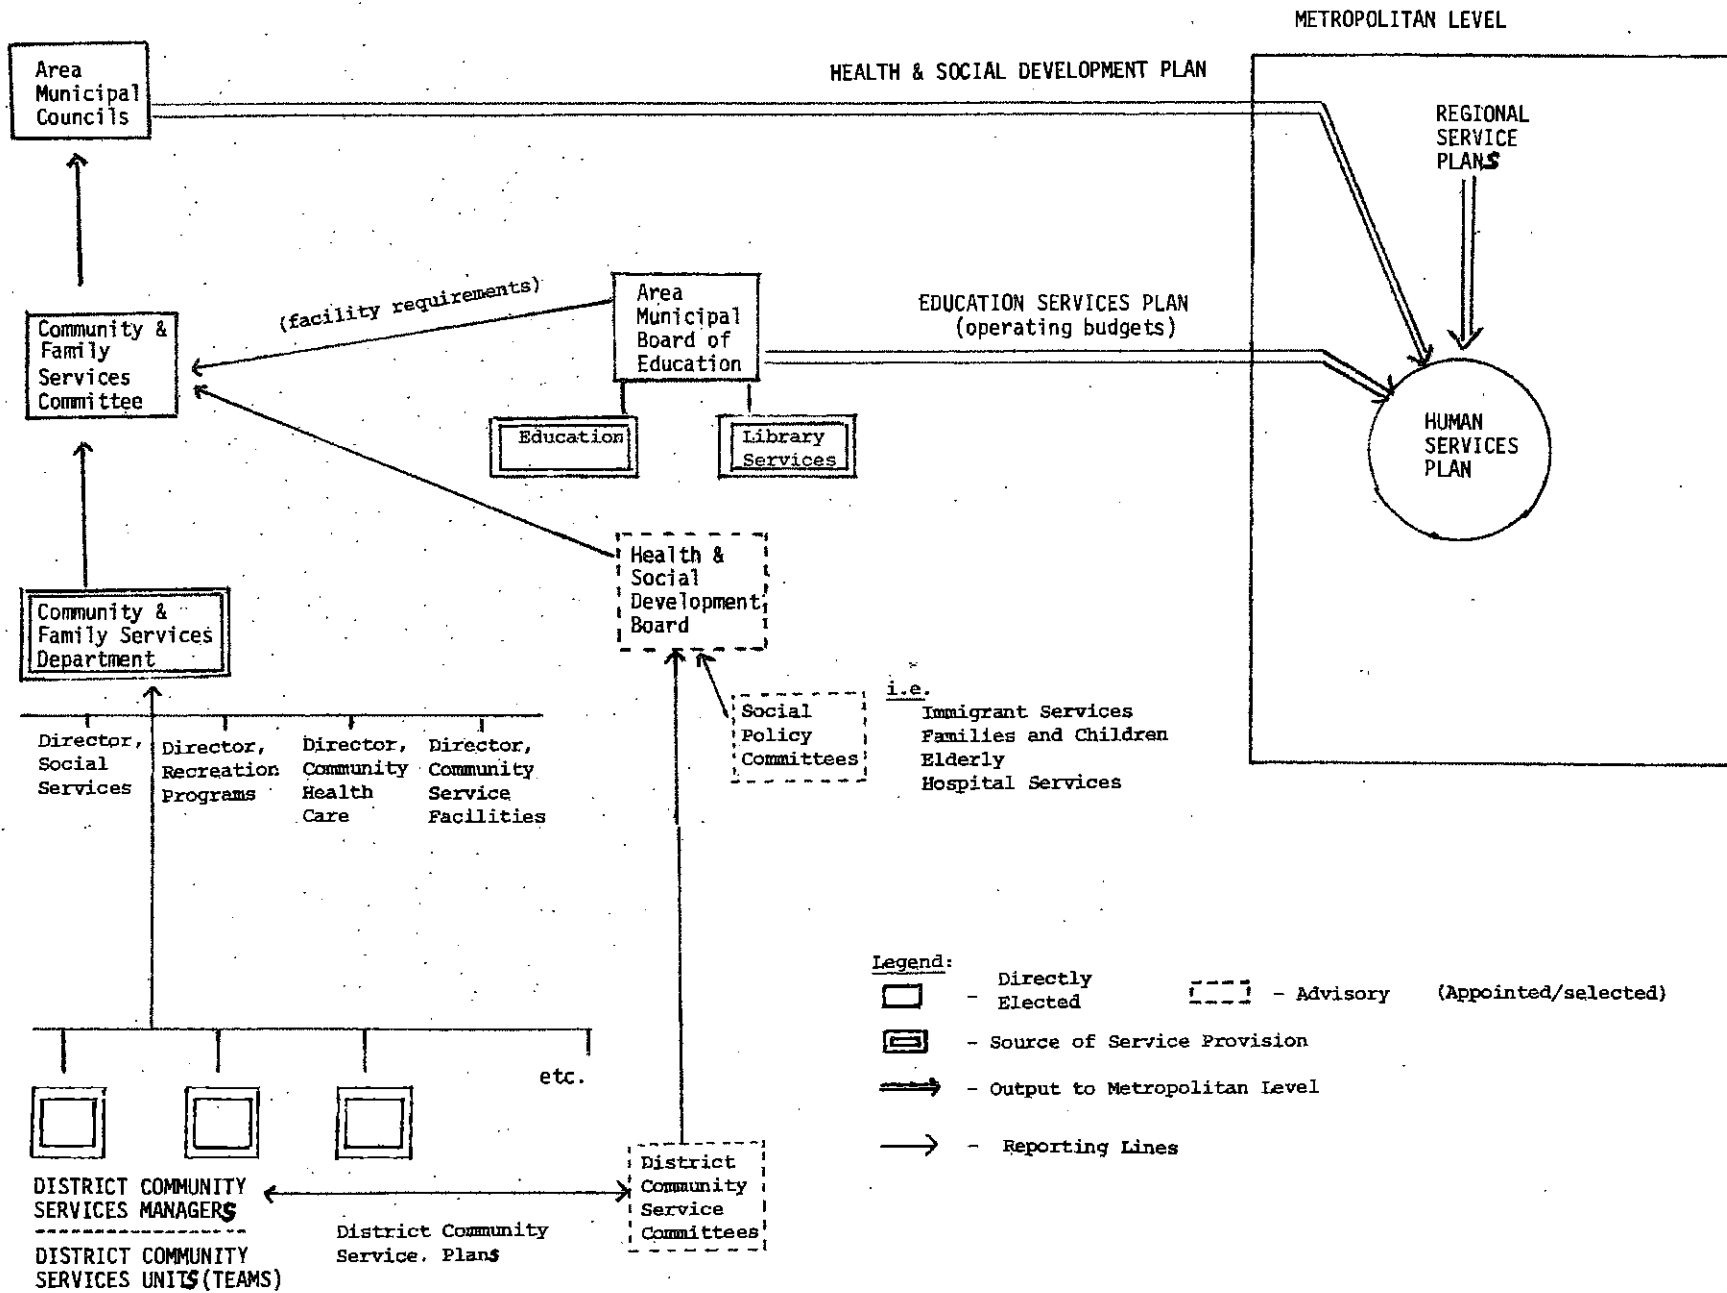 METROPOLITAN LEVEL
Area
Municipal
Councils
HEALTH & SOCIAL DEVELOPMENT PLAN
REGIONAL
SERVICE
PLANS
(facility requirements)
Area
Municipal
Board of
Education
EDUCATION SERVICES PLAN
(operating budgets)
Community &
Family
Services
Committee
Education
Library
Services
HUMAN
SERVICES
PLAN
Health &
Social
Development
Board
Community &
Family Services
Department
Social
Policy
Committees
i.e.
Immigrant Services
Families and Children
Elderly
Hospital Services
Director,
Social
Services
Director,
Recreation
Programs
Director,
Community
Health
Care
Director,
Community
Service
Facilities
Legend:
- Directly
Elected
- Advisory (Appointed/selected)
- Source of Service Provision
- Output to Metropolitan Level
- Reporting Lines
etc.
DISTRICT COMMUNITY
SERVICES MANAGERS
DISTRICT COMMUNITY
SERVICES UNITS (TEAMS)
District Community
Service. Plans
District
Community
Service
Committees